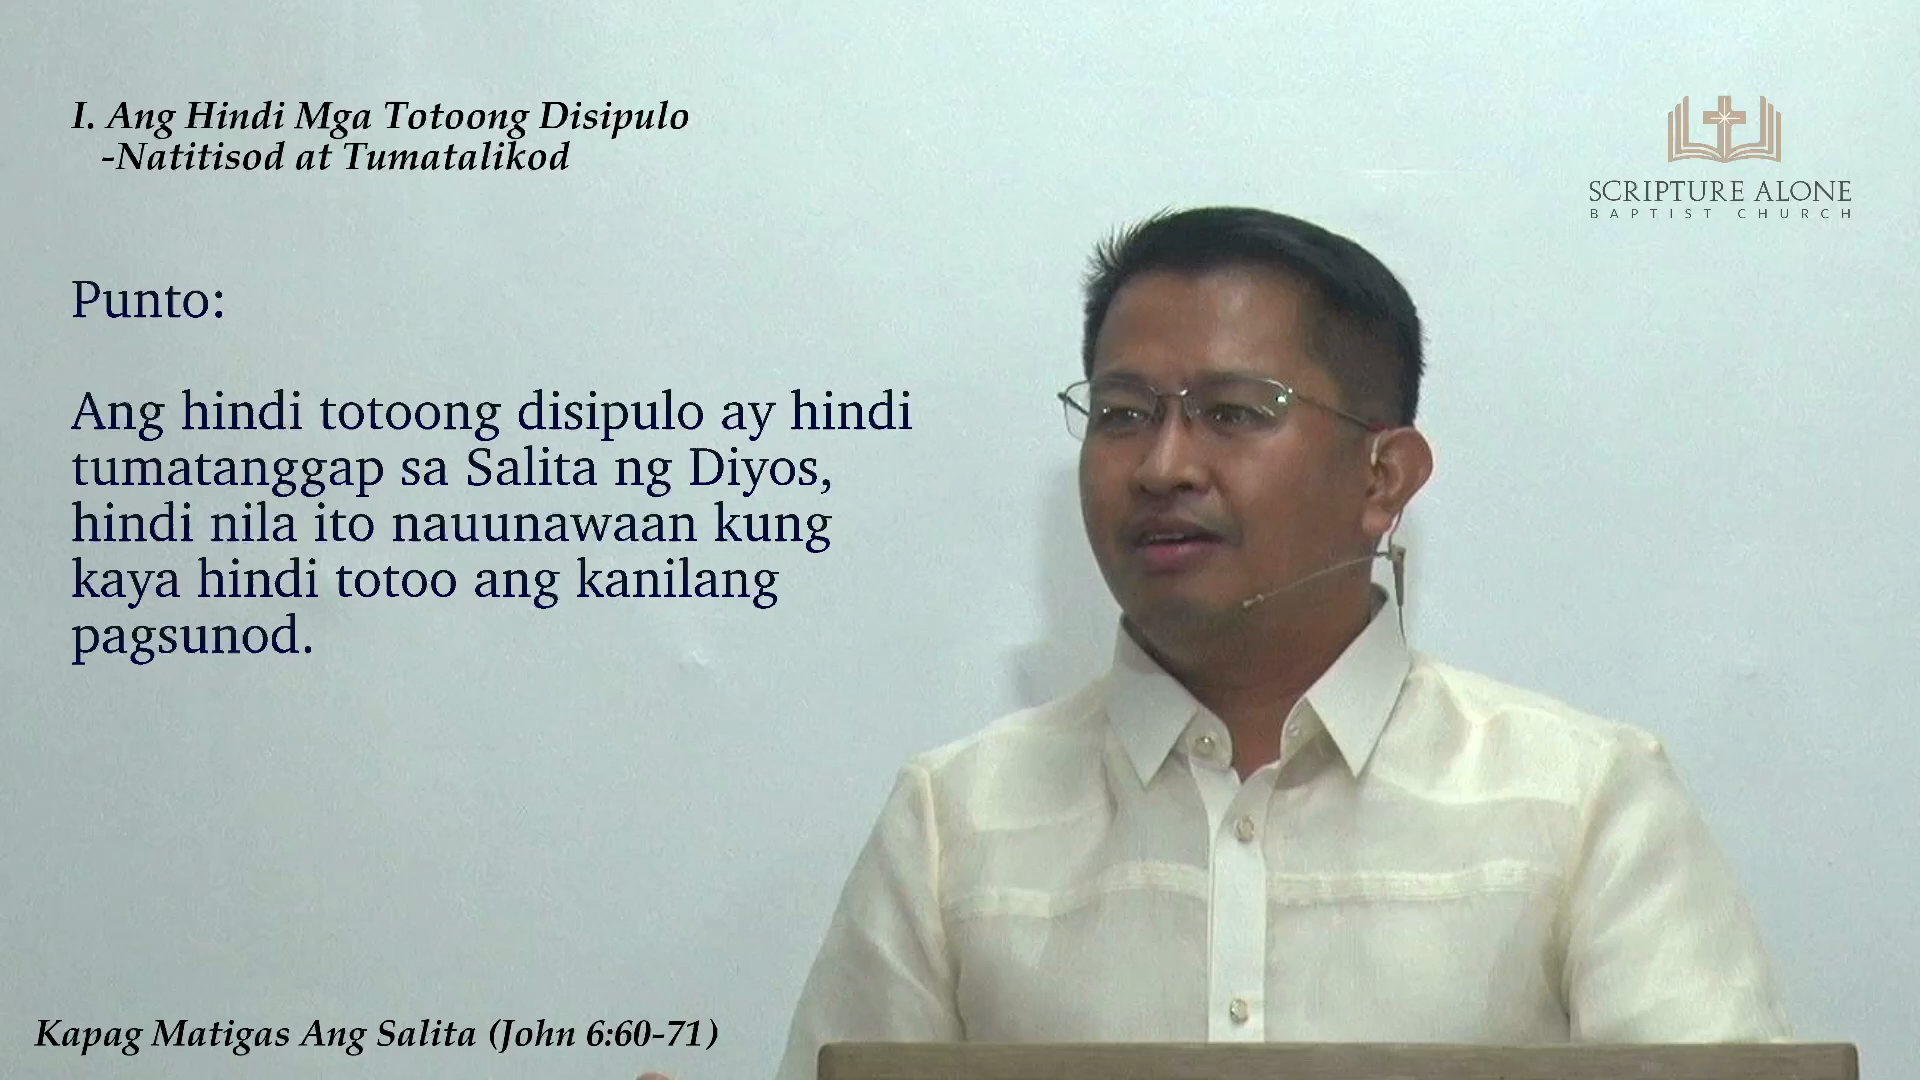 I. Ang Hindi Mga Totoong Disipulo
-Natitisod at Tumatalikod
SCRIPTURE ALONE
BAPTIST CHURCH
Punto:
Ang hindi totoong disipulo ay hindi
tumatanggap sa Salita ng Diyos,
hindi nila ito nauunawaan kung
kaya hindi totoo ang kanilang
pagsunod.
Kapag Matigas Ang Salita (John 6:60-71)